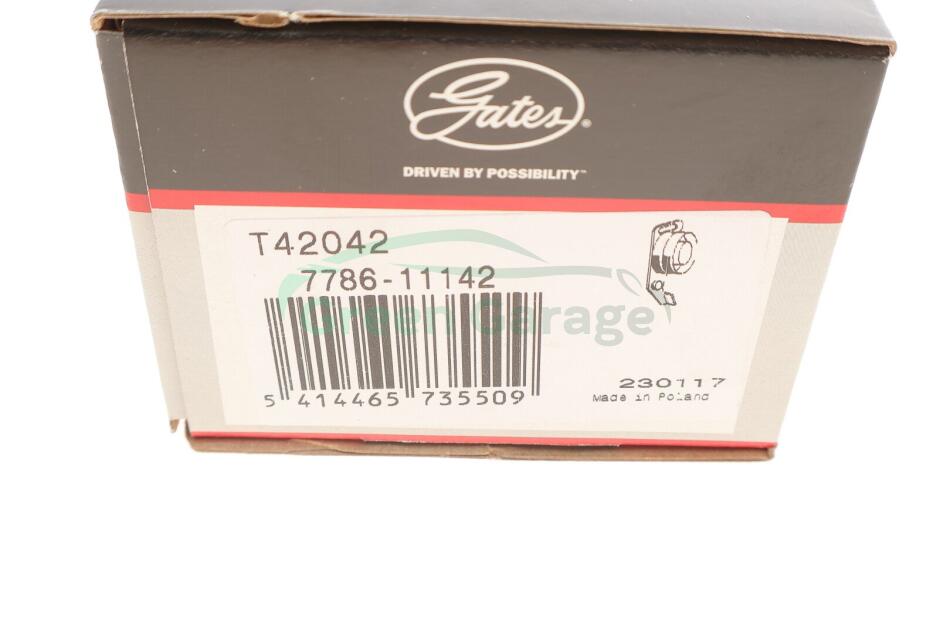 Gates®
DRIVEN BY POSSIBILITY™
T42042
7786-11142
Green Garage
5 414465 735509
230117
Made in Poland